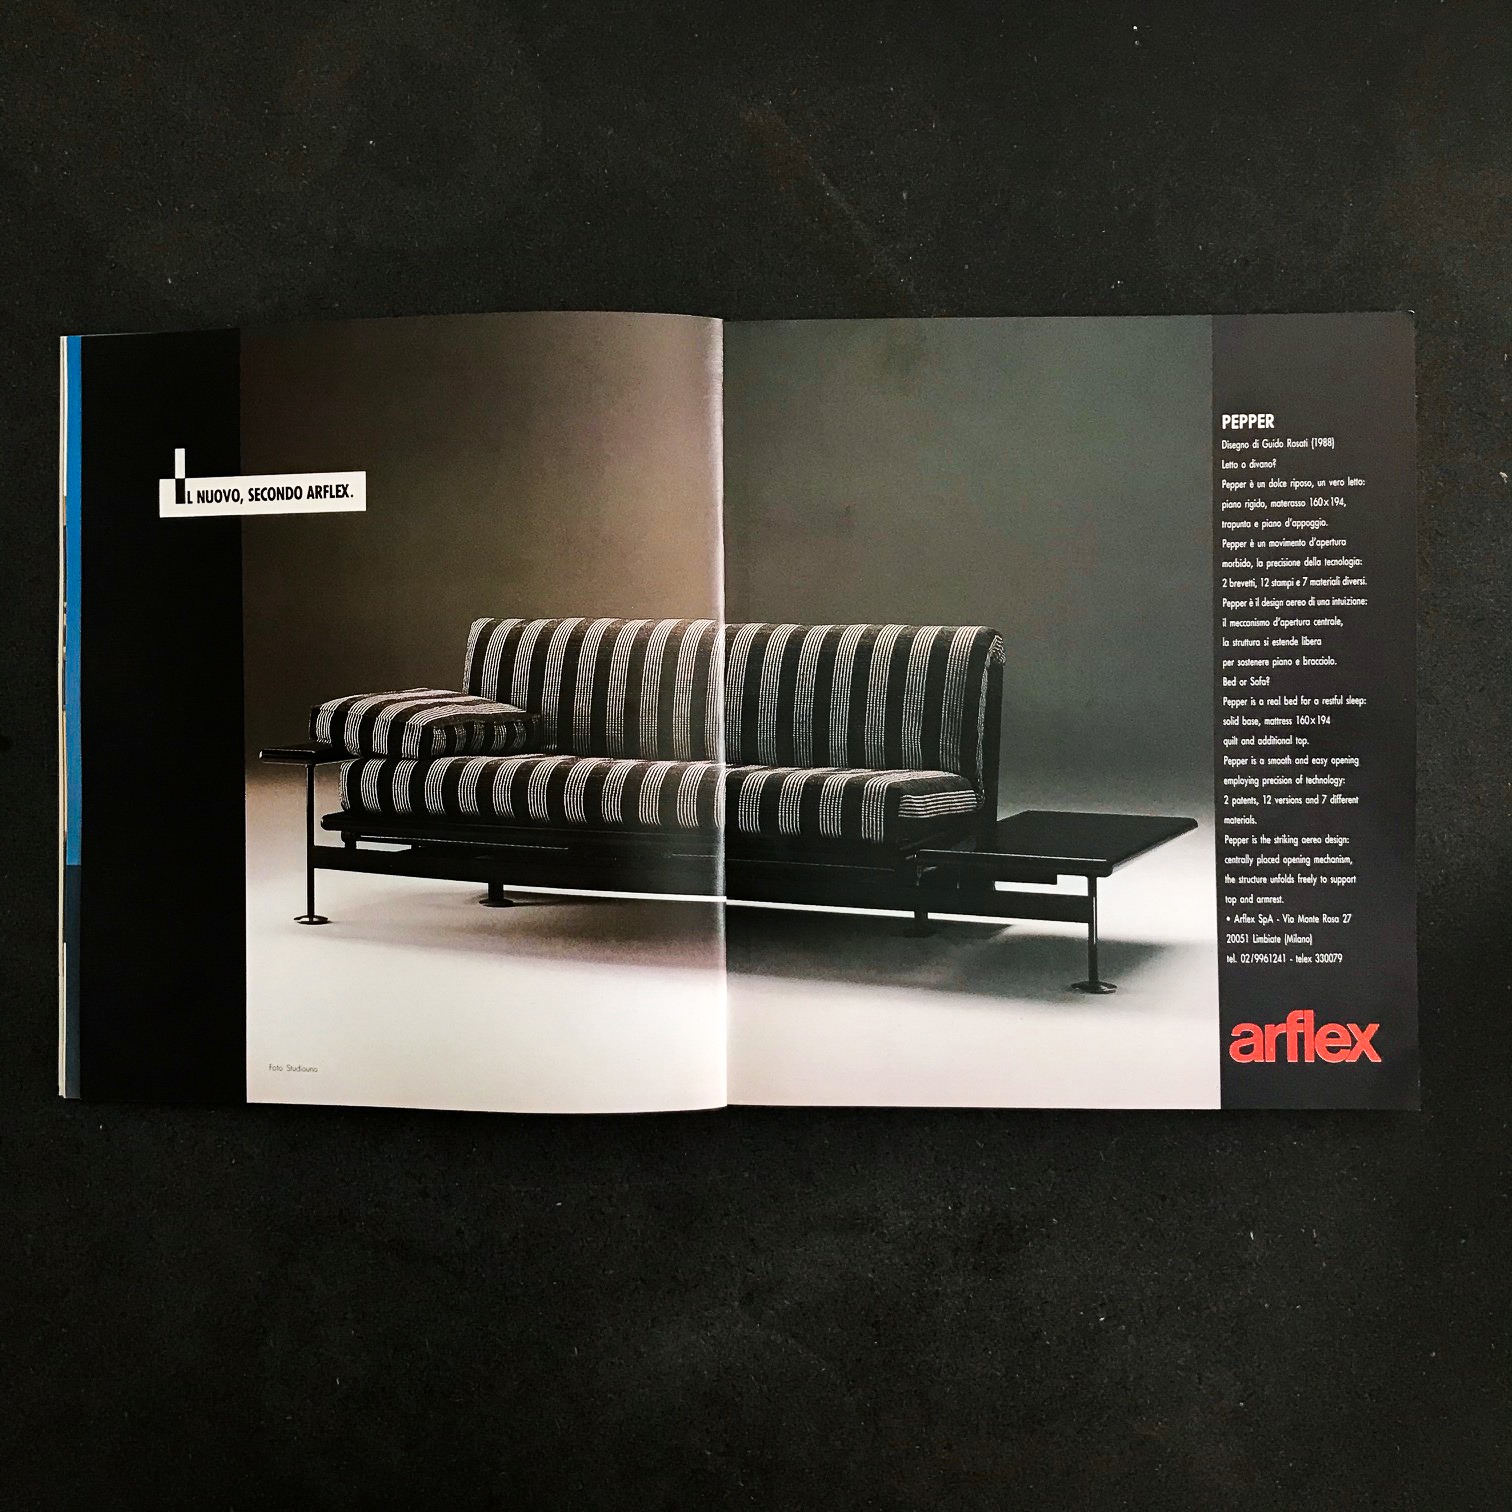 IL NUOVO, SECONDO ARFLEX.
Foto Studiouno
PEPPER
Disegno di Guido Rosati (1988)
Letto o divano?
Pepper è un dolce riposo, un vero letto:
piano rigido, materasso 160x194,
trapunta e piano d'appoggio.
Pepper è un movimento d'apertura
morbido, la precisione della tecnologia:
2 brevetti, 12 stampi e 7 materiali diversi.
Pepper è il design aereo di una intuizione:
il meccanismo d'apertura centrale,
la struttura si estende libera
per sostenere piano e bracciolo.
Bed or Sofa?
Pepper is a real bed for a restful sleep:
solid base, mattress 160x194
quilt and additional top.
Pepper is a smooth and easy opening
employing precision of technology:
2 patents, 12 versions and 7 different
materials.
Pepper is the striking aereo design:
centrally placed opening mechanism,
the structure unfolds freely to support
top and armrest.
• Arflex SpA - Via Monte Rosa 27
20051 Limbiate (Milano)
tel. 02/9961241 - telex 330079
arflex